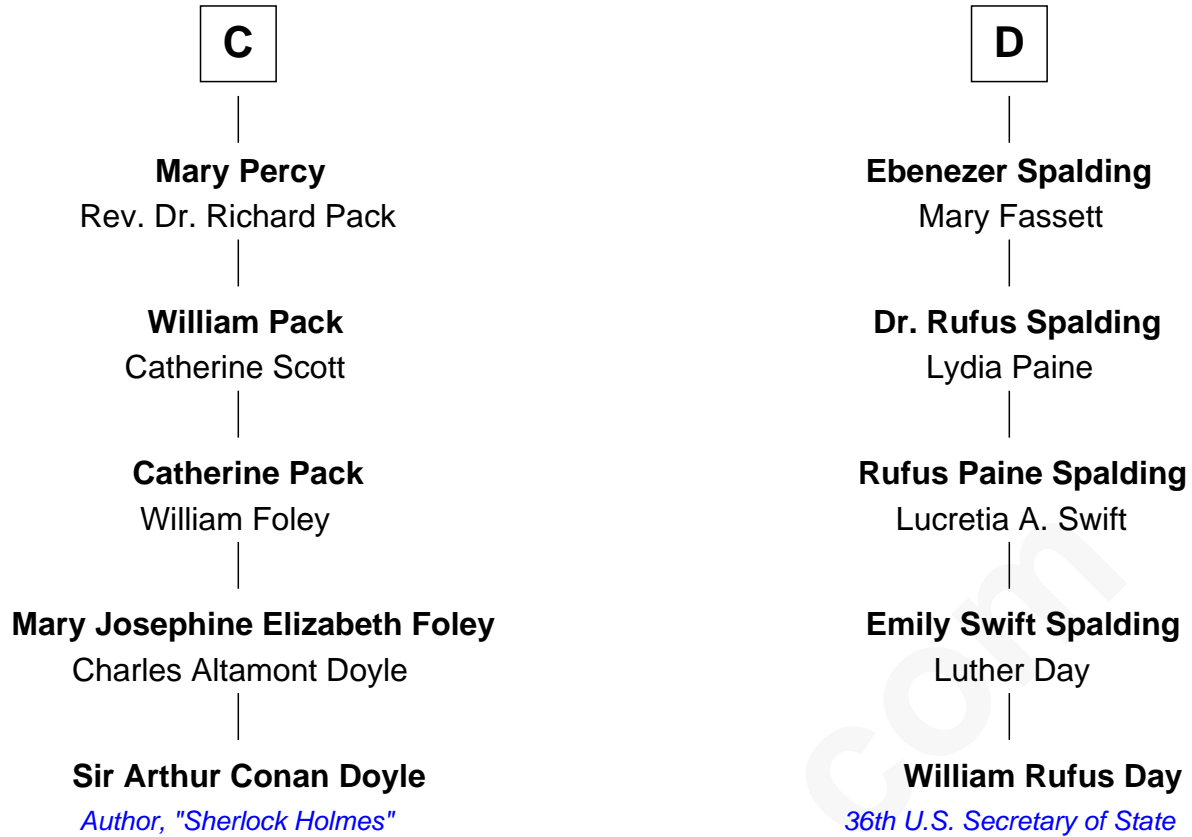 C
Mary Percy
Rev. Dr. Richard Pack
William Pack
Catherine Scott
Catherine Pack
William Foley
Mary Josephine Elizabeth Foley
Charles Altamont Doyle
Sir Arthur Conan Doyle
Author, "Sherlock Holmes"
D
Ebenezer Spalding
Mary Fassett
Dr. Rufus Spalding
Lydia Paine
Rufus Paine Spalding
Lucretia A. Swift
Emily Swift Spalding
Luther Day
William Rufus Day
36th U.S. Secretary of State
com